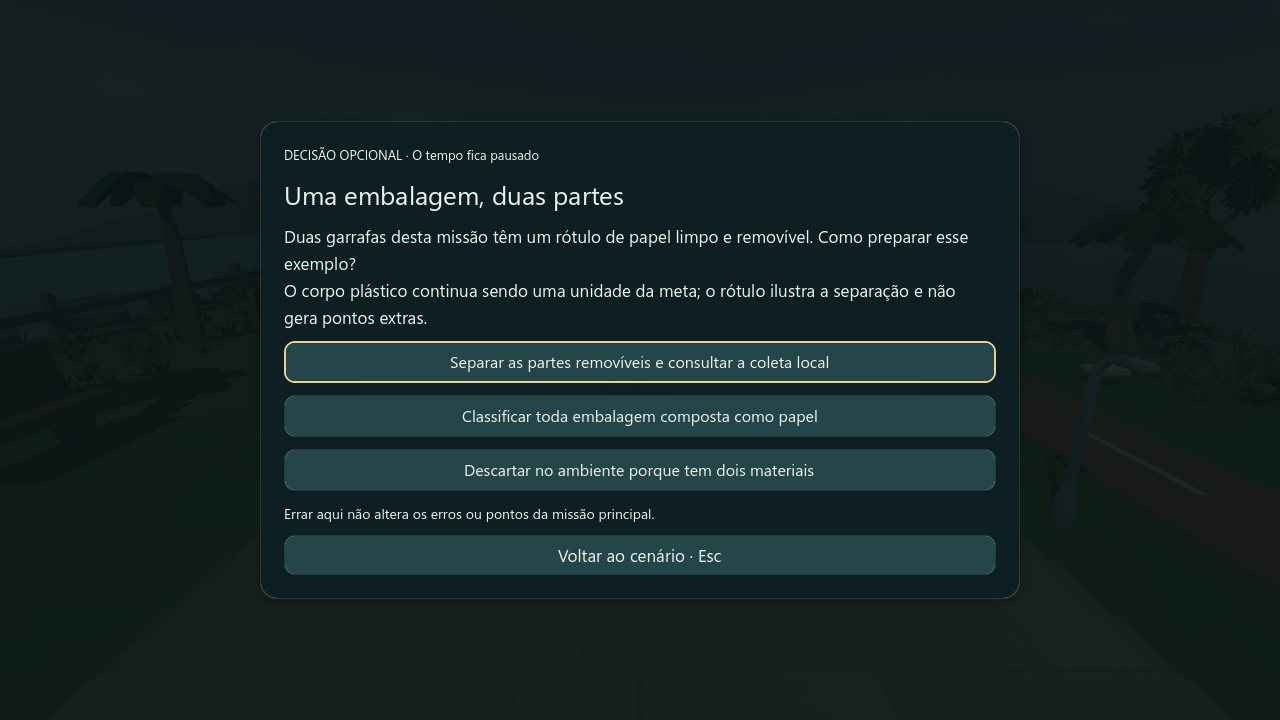 DECISÃO OPCIONAL · O tempo fica pausado
Uma embalagem, duas partes
Duas garrafas desta missão têm um rótulo de papel limpo e removível. Como preparar esse
exemplo?
O corpo plástico continua sendo uma unidade da meta; o rótulo ilustra a separação e não
gera pontos extras.
Separar as partes removíveis e consultar a coleta local
Classificar toda embalagem composta como papel
Descartar no ambiente porque tem dois materiais
Errar aqui não altera os erros ou pontos da missão principal.
Voltar ao cenário · Esc